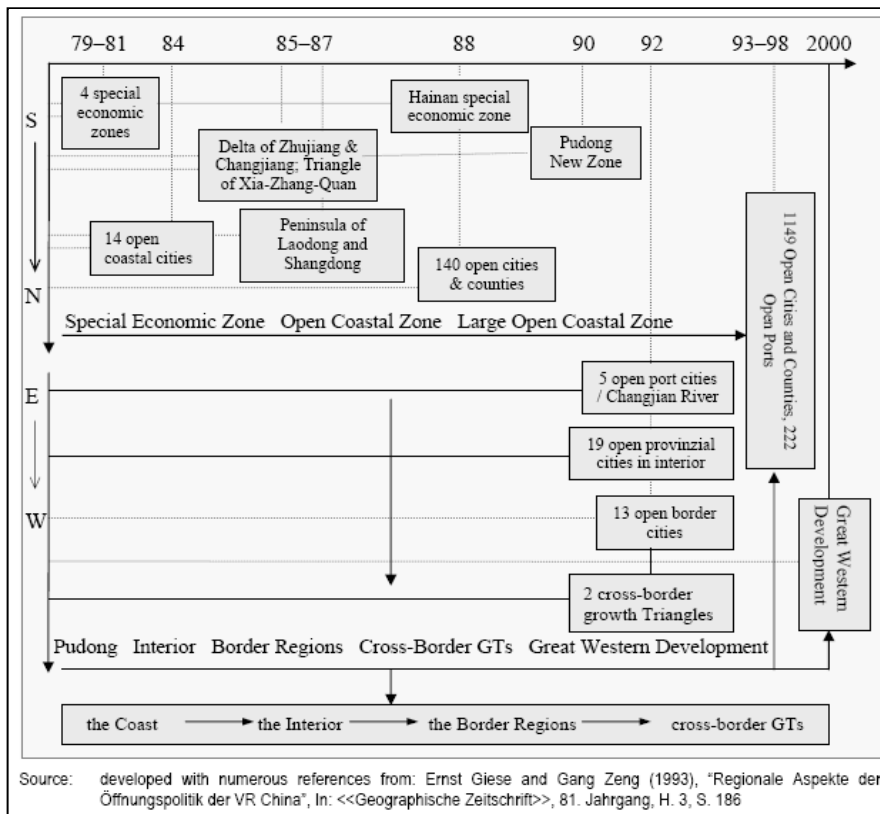 79–81 84 85–87 88 90 92 93–98 2000
4 special
economic
zones
Hainan special
economic zone
S
Delta of Zhujiang &
Changjiang; Triangle
of Xia-Zhang-Quan
Pudong
New Zone
14 open
coastal cities
Peninsula of
Laodong and
Shangdong
140 open cities
& counties
N
1149 Open Cities and Counties, 222
Open Ports
Special Economic Zone Open Coastal Zone Large Open Coastal Zone
E
5 open port cities
/ Changjian River
19 open provinzial
cities in interior
W
13 open border
cities
Great Western
Development
2 cross-border
growth Triangles
Pudong Interior Border Regions Cross-Border GTs Great Western Development
the Coast the Interior the Border Regions cross-border GTs
Source: developed with numerous references from: Ernst Giese and Gang Zeng (1993), "Regionale Aspekte der
Öffnungspolitik der VR China", In: <<Geographische Zeitschrift>>, 81. Jahrgang, H. 3, S. 186